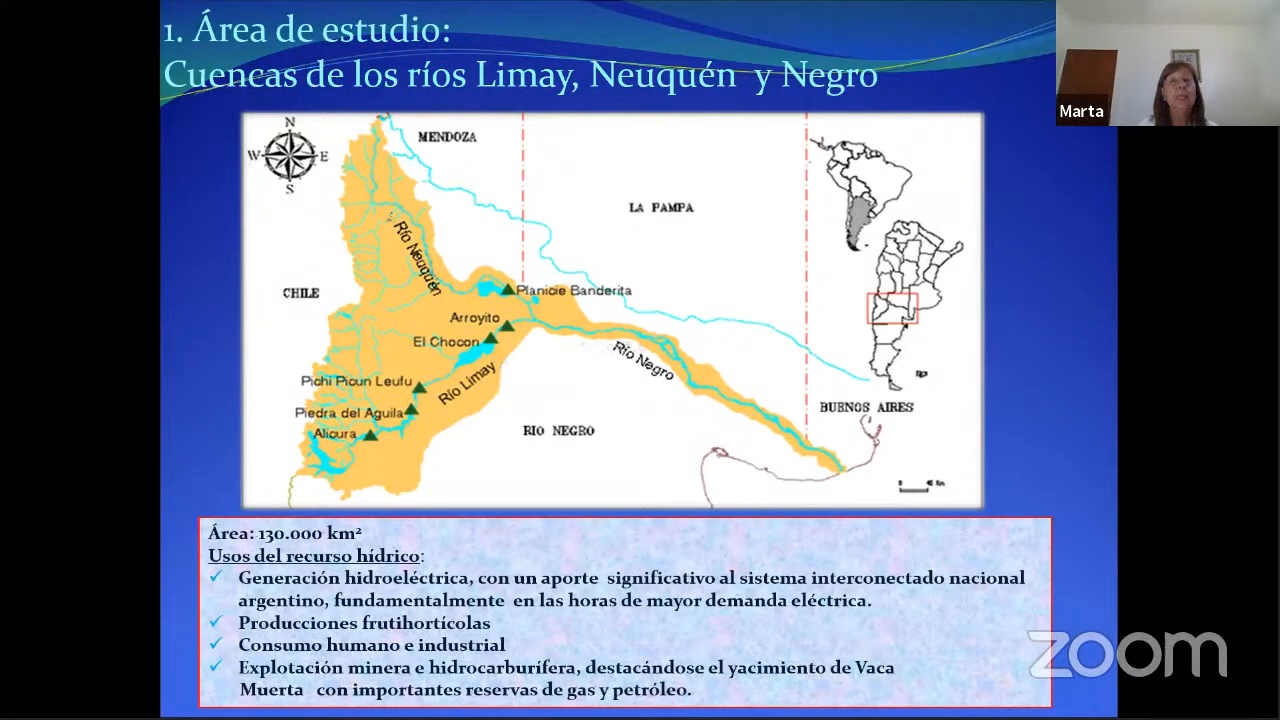 1. Área de estudio:
Cuencas de los ríos Limay, Neuquén y Negro
Marta
N
W E
S
MENDOZA
LA PAMPA
Río Neuquén
CHILE
Planicie Banderita
Arroyito
El Chocon
Río Negro
Pichi Picun Leufu
Río Limay
Piedra del Aguila
Alicura
RIO NEGRO
BUENOS AIRES
0 40 Km
Área: 130.000 km²
Usos del recurso hídrico:
✓ Generación hidroeléctrica, con un aporte significativo al sistema interconectado nacional
argentino, fundamentalmente en las horas de mayor demanda eléctrica.
✓ Producciones frutihortícolas
✓ Consumo humano e industrial
✓ Explotación minera e hidrocarburífera, destacándose el yacimiento de Vaca
Muerta con importantes reservas de gas y petróleo.
zoom